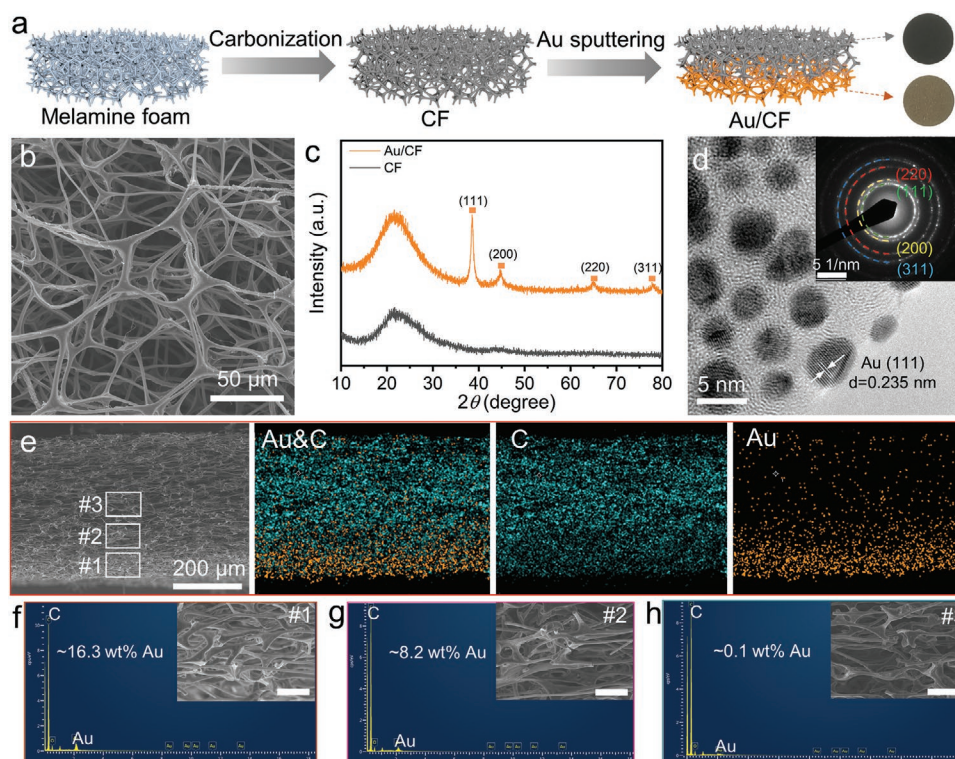 a
Carbonization
Au sputtering
Melamine foam
CF
Au/CF
b
50 μm
c
Au/CF
CF
(111)
(200)
(220)
(311)
Intensity (a.u.)
10 20 30 40 50 60 70 80
2θ (degree)
d
(220)
(111)
(200)
(311)
5 1/nm
Au (111)
d=0.235 nm
5 nm
e
#3
#2
#1
200 μm
Au&C
C
Au
f
C
~16.3 wt% Au
#1
Au
g
C
~8.2 wt% Au
#2
Au
h
C
~0.1 wt% Au
Au